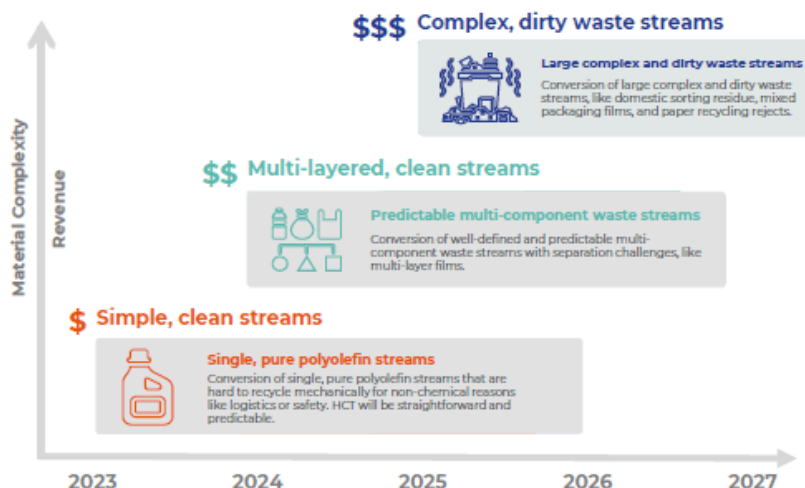 $$$ Complex, dirty waste streams
Large complex and dirty waste streams
Conversion of large complex and dirty waste
streams, like domestic sorting residue, mixed
packaging films, and paper recycling rejects.
Material Complexity
Revenue
$$ Multi-layered, clean streams
Predictable multi-component waste streams
Conversion of well-defined and predictable multi-
component waste streams with separation challenges, like
multi-layer films.
$ Simple, clean streams
Single, pure polyolefin streams
Conversion of single, pure polyolefin streams that are
hard to recycle mechanically for non-chemical reasons
like logistics or safety. HCT will be straightforward and
predictable.
2023 2024 2025 2026 2027